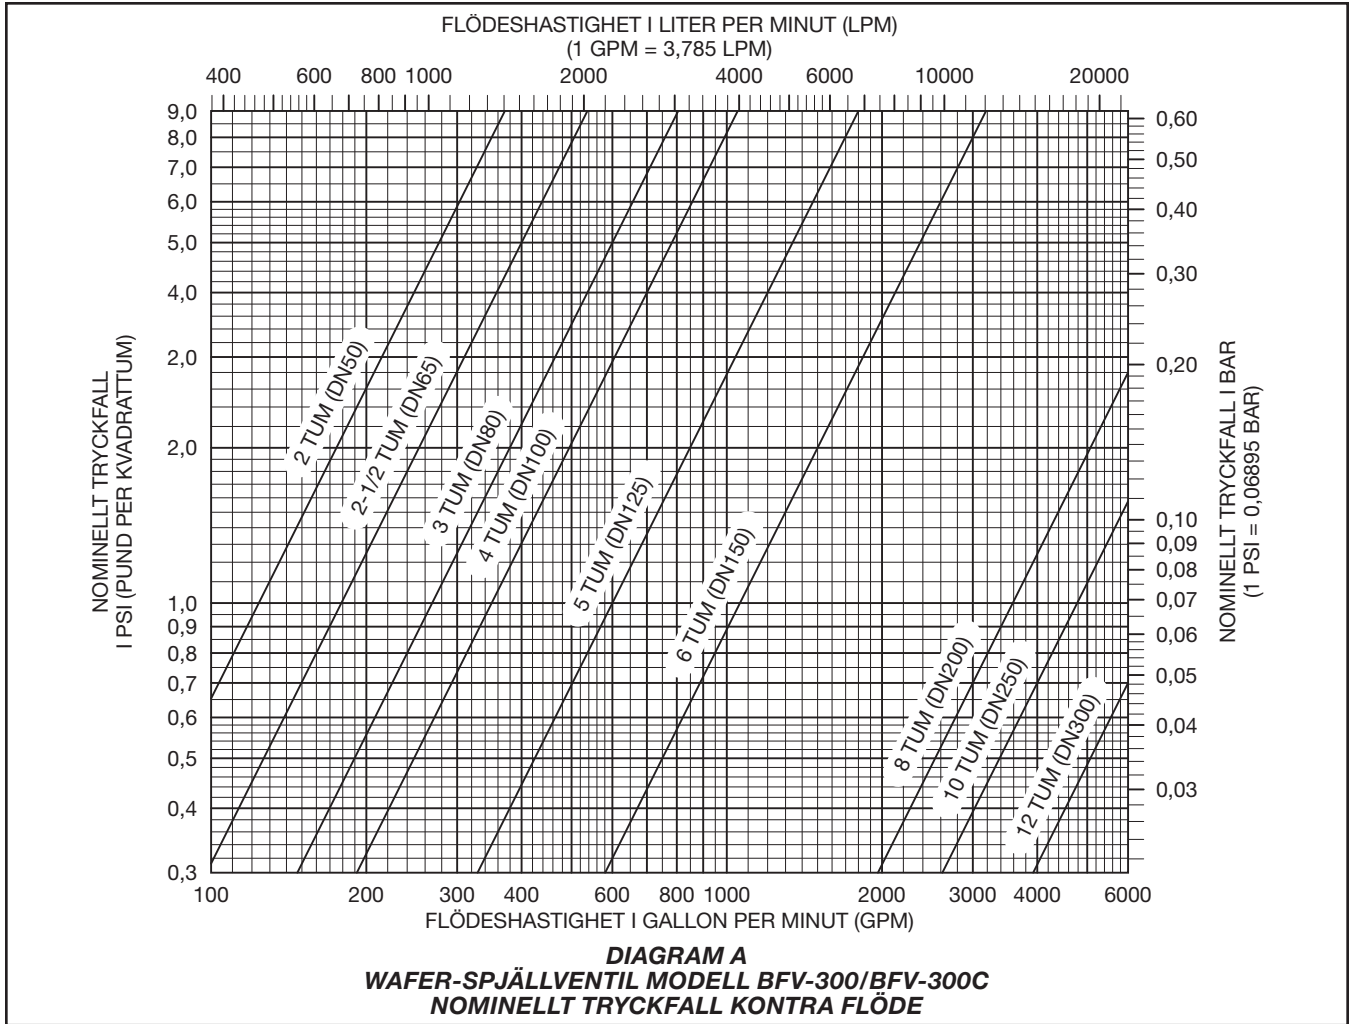 FLÖDESHASTIGHET I LITER PER MINUT (LPM)
(1 GPM = 3,785 LPM)
400 600 800 1000 2000 4000 6000 10000 20000
9,0
8,0
7,0
6,0
5,0
4,0
2,0
2,0
1,0
0,9
0,8
0,7
0,6
0,5
0,4
0,3
NOMINELLT TRYCKFALL
I PSI (PUND PER KVADRATTUM)
2 TUM (DN50)
2-1/2 TUM (DN65)
3 TUM (DN80)
4 TUM (DN100)
5 TUM (DN125)
6 TUM (DN150)
8 TUM (DN200)
10 TUM (DN250)
12 TUM (DN300)
0,60
0,50
0,40
0,30
0,20
0,10
0,09
0,08
0,07
0,06
0,05
0,04
0,03
NOMINELLT TRYCKFALL I BAR
(1 PSI = 0,06895 BAR)
100 200 300 400 600 800 1000 2000 3000 4000 6000
FLÖDESHASTIGHET I GALLON PER MINUT (GPM)
DIAGRAM A
WAFER-SPJÄLLVENTIL MODELL BFV-300/BFV-300C
NOMINELLT TRYCKFALL KONTRA FLÖDE